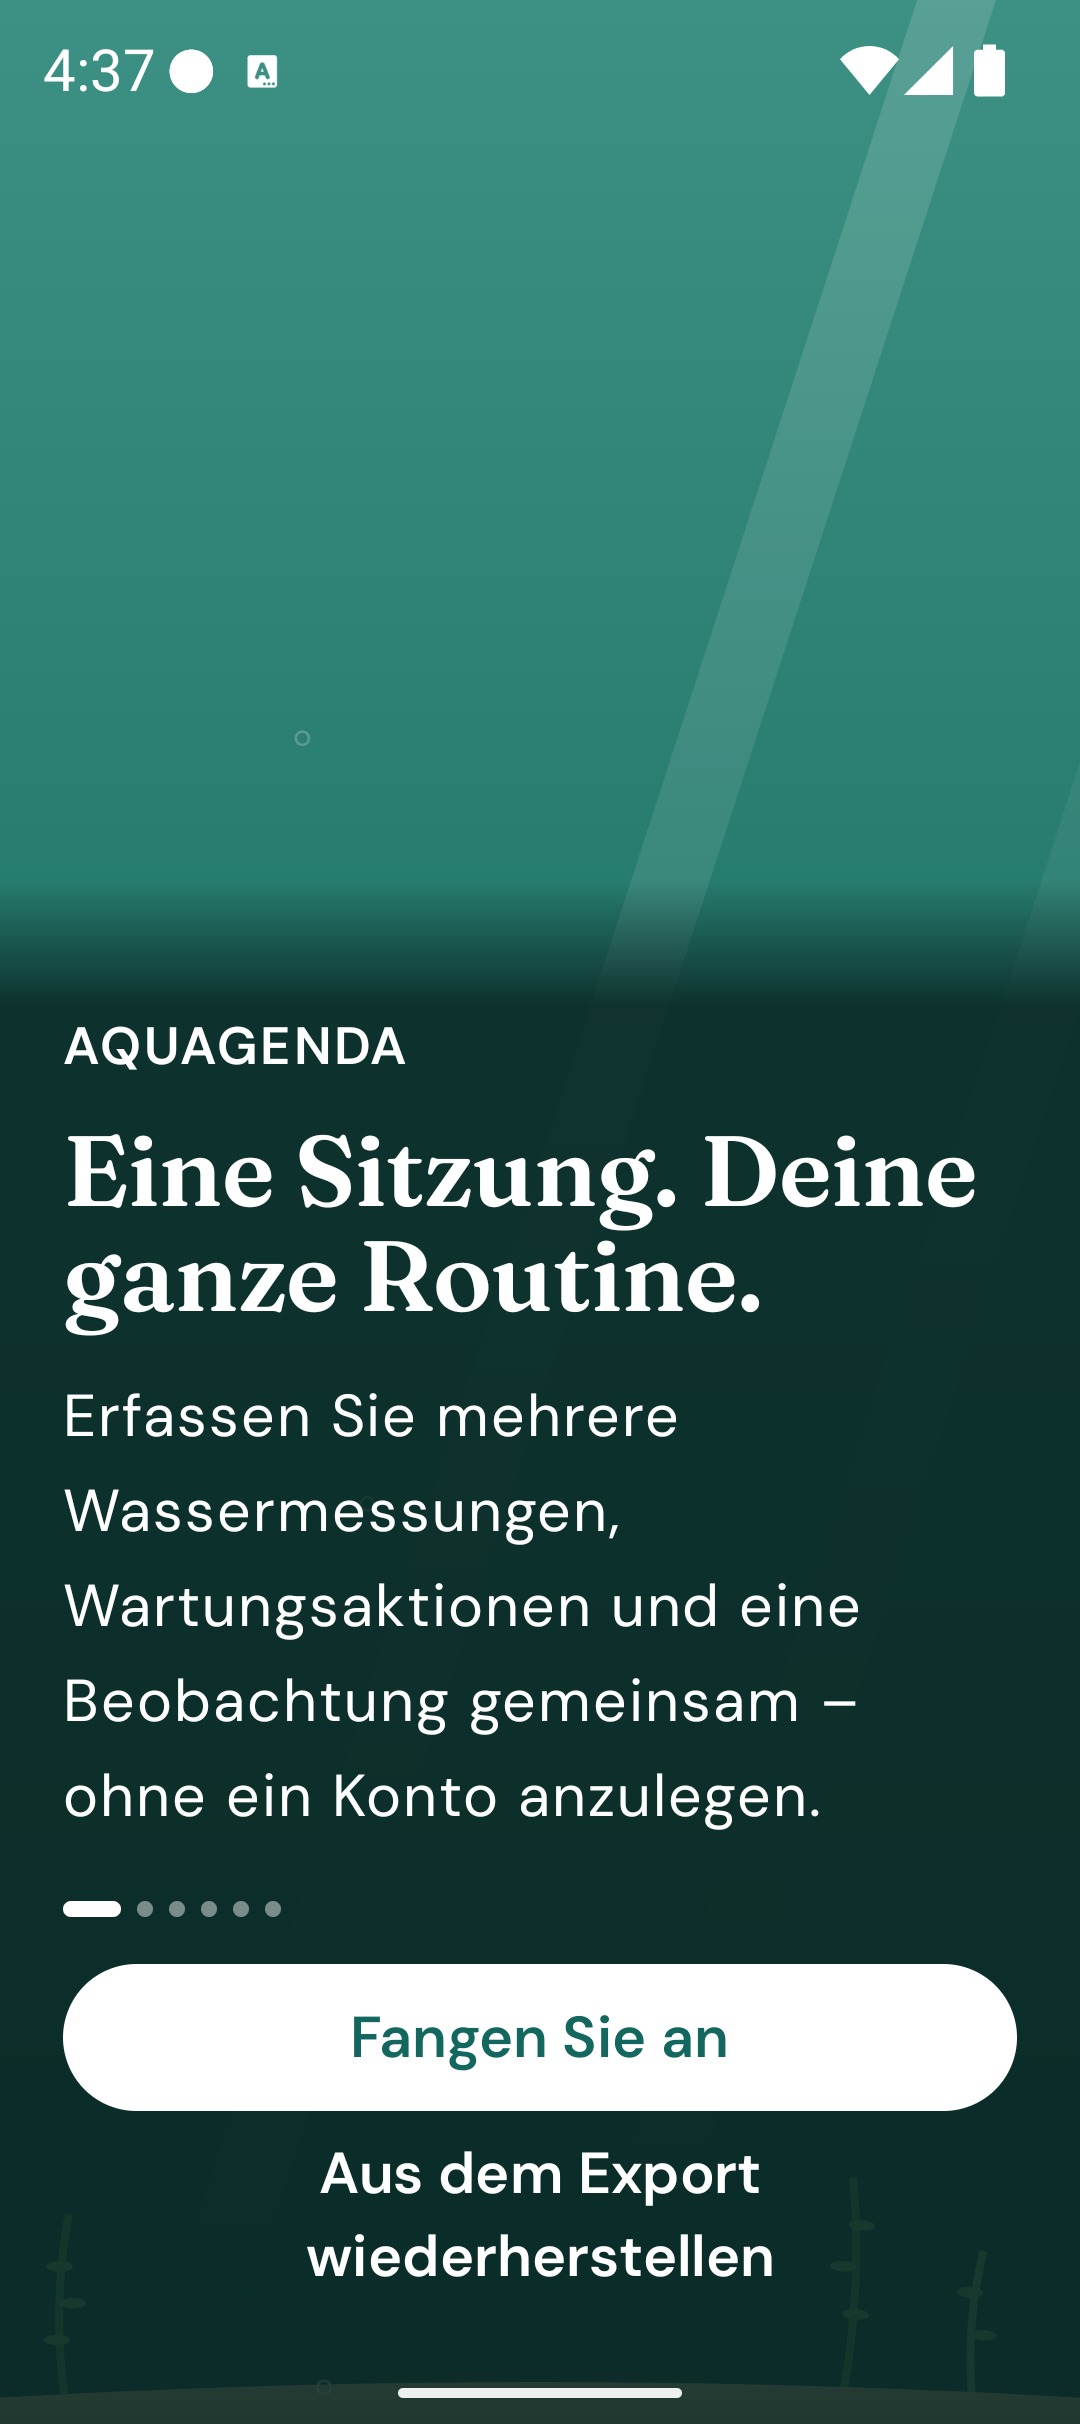 4:37
AQUAGENDA
Eine Sitzung. Deine
ganze Routine.
Erfassen Sie mehrere
Wassermessungen,
Wartungsaktionen und eine
Beobachtung gemeinsam –
ohne ein Konto anzulegen.
Fangen Sie an
Aus dem Export
wiederherstellen